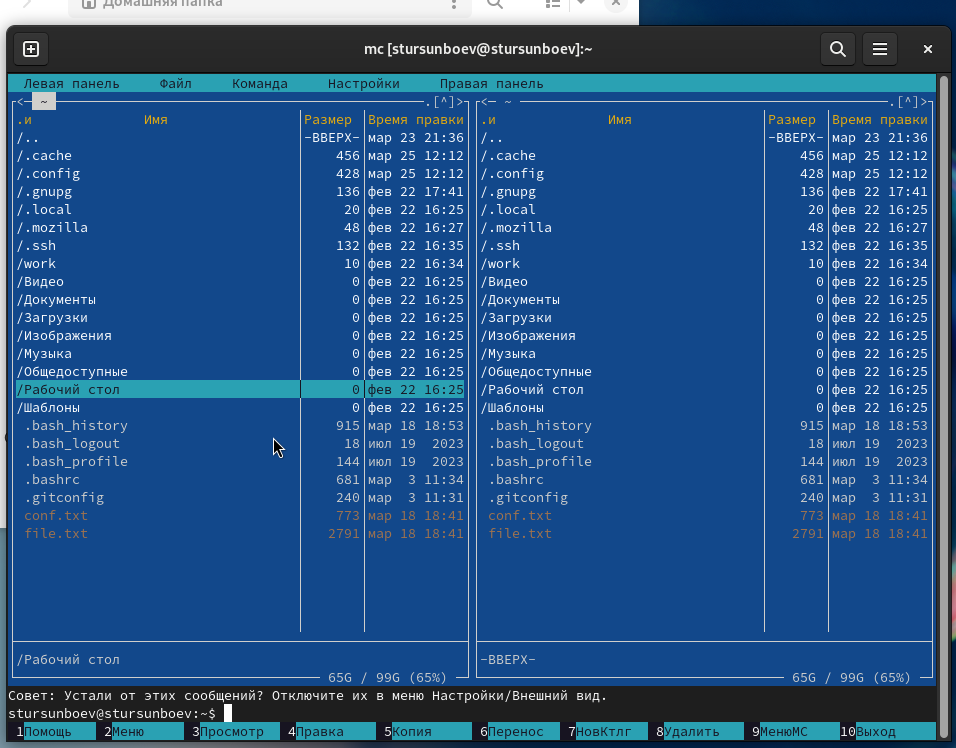 Домашняя папка
mc [stursunboev@stursunboev]:~
Левая панель Файл Команда Настройки Правая панель
<─ ~ .[^]> <─ ~ .[^]>
.и Имя Размер Время правки .и Имя Размер Время правки
/.. -ВВЕРХ- мар 23 21:36 /.. -ВВЕРХ- мар 23 21:36
/.cache 456 мар 25 12:12 /.cache 456 мар 25 12:12
/.config 428 мар 25 12:12 /.config 428 мар 25 12:12
/.gnupg 136 фев 22 17:41 /.gnupg 136 фев 22 17:41
/.local 20 фев 22 16:25 /.local 20 фев 22 16:25
/.mozilla 48 фев 22 16:27 /.mozilla 48 фев 22 16:27
/.ssh 132 фев 22 16:35 /.ssh 132 фев 22 16:35
/work 10 фев 22 16:34 /work 10 фев 22 16:34
/Видео 0 фев 22 16:25 /Видео 0 фев 22 16:25
/Документы 0 фев 22 16:25 /Документы 0 фев 22 16:25
/Загрузки 0 фев 22 16:25 /Загрузки 0 фев 22 16:25
/Изображения 0 фев 22 16:25 /Изображения 0 фев 22 16:25
/Музыка 0 фев 22 16:25 /Музыка 0 фев 22 16:25
/Общедоступные 0 фев 22 16:25 /Общедоступные 0 фев 22 16:25
/Рабочий стол 0 фев 22 16:25 /Рабочий стол 0 фев 22 16:25
/Шаблоны 0 фев 22 16:25 /Шаблоны 0 фев 22 16:25
.bash_history 915 мар 18 18:53 .bash_history 915 мар 18 18:53
.bash_logout 18 июл 19 2023 .bash_logout 18 июл 19 2023
.bash_profile 144 июл 19 2023 .bash_profile 144 июл 19 2023
.bashrc 681 мар 3 11:34 .bashrc 681 мар 3 11:34
.gitconfig 240 мар 3 11:31 .gitconfig 240 мар 3 11:31
conf.txt 773 мар 18 18:41 conf.txt 773 мар 18 18:41
file.txt 2791 мар 18 18:41 file.txt 2791 мар 18 18:41
/Рабочий стол -ВВЕРХ-
65G / 99G (65%) 65G / 99G (65%)
Совет: Устали от этих сообщений? Отключите их в меню Настройки/Внешний вид.
stursunboev@stursunboev:~$
1Помощь 2Меню 3Просмотр 4Правка 5Копия 6Перенос 7НовКтлг 8Удалить 9МенюМС 10Выход